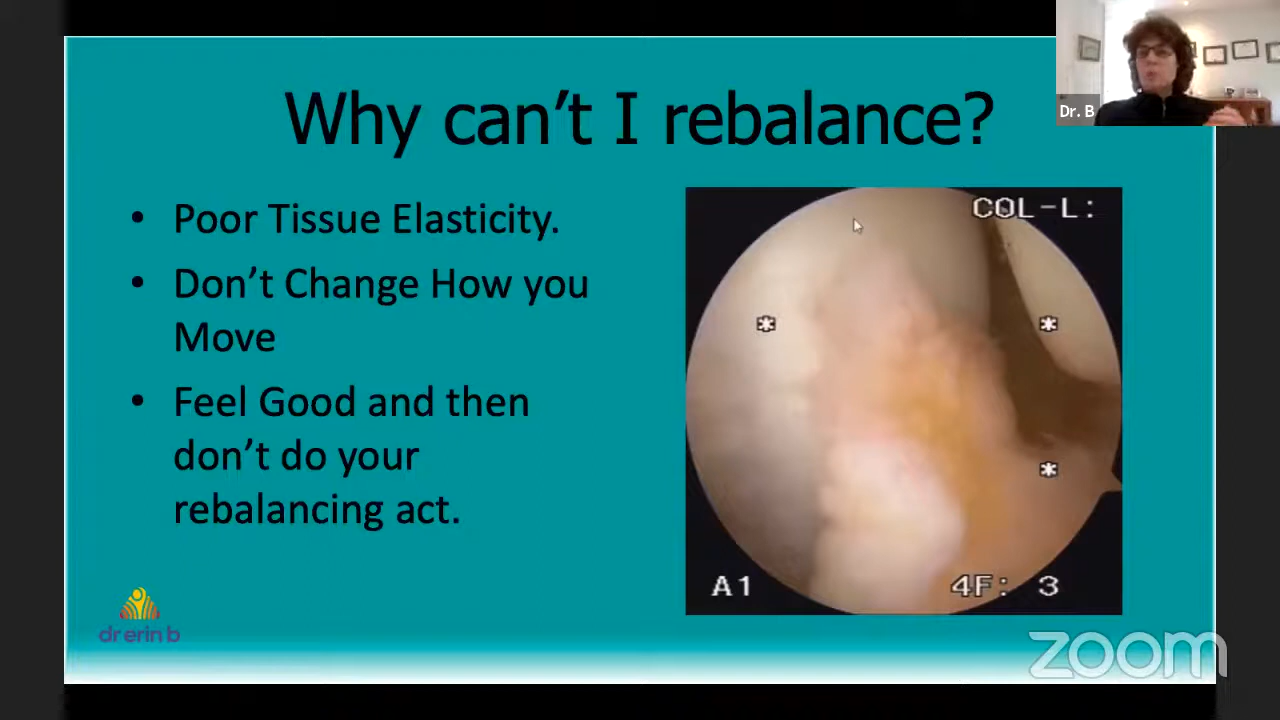 Why can't I rebalance?
Dr. B
• Poor Tissue Elasticity.
• Don't Change How you
Move
• Feel Good and then
don't do your
rebalancing act.
COL-L:
*
*
*
A1
4F: 3
dr erin b
zoom